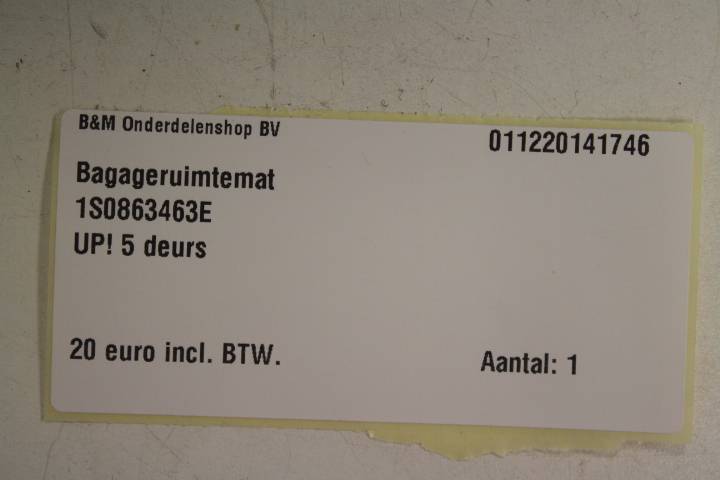 B&M Onderdelenshop BV
011220141746
Bagageruimtemat
1S0863463E
UP! 5 deurs
20 euro incl. BTW.
Aantal: 1